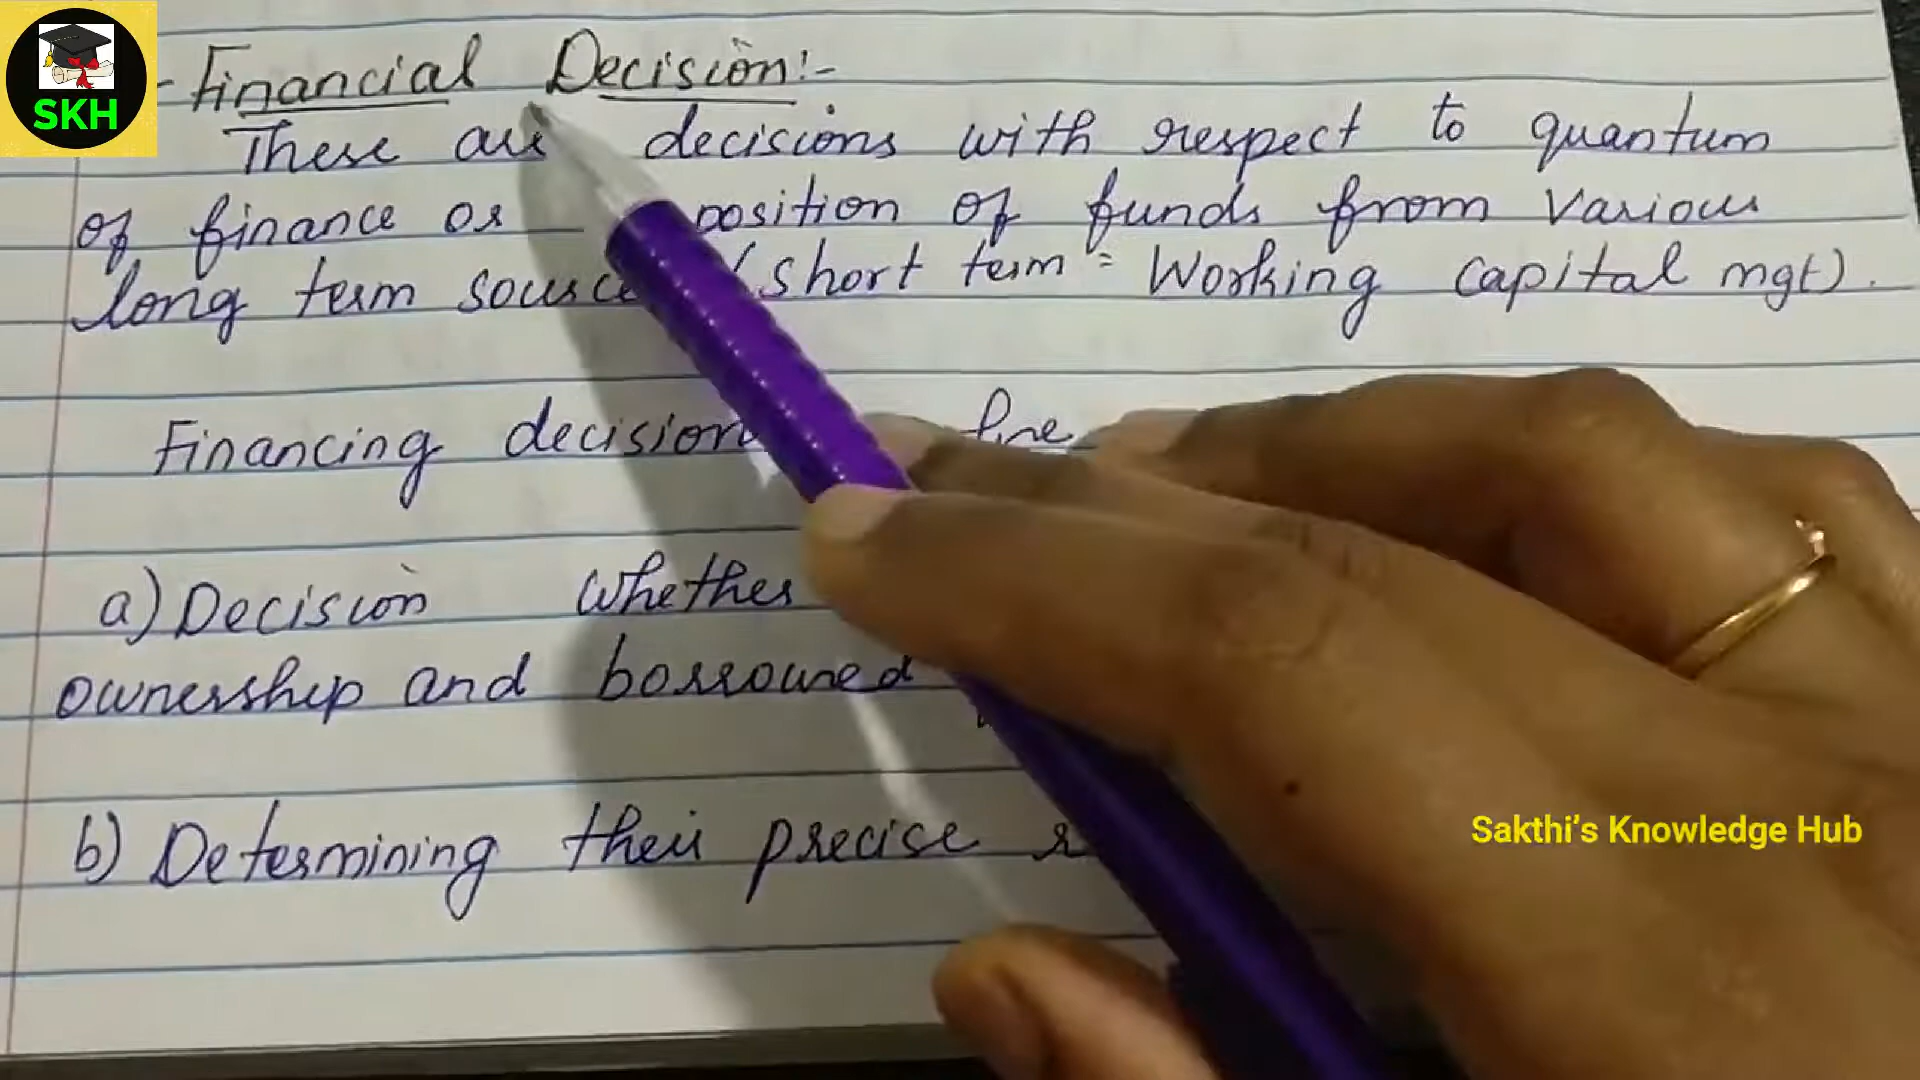 SKH
Financial Decision:-
These are decisions with respect to quantum
of finance or position of funds from various
long term source (short term = Working capital mgt).
Financing decision
a) Decision Whether
ownership and borrowed
b) Determining their precise
Sakthi's Knowledge Hub